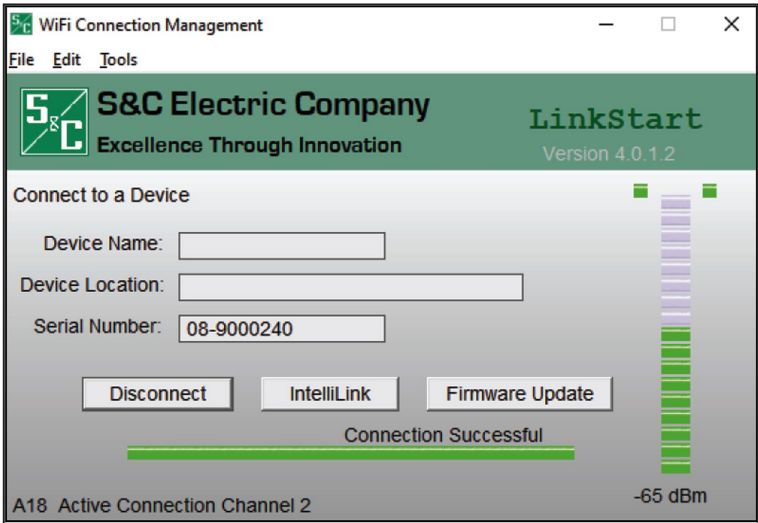 S&C WiFi Connection Management
File Edit Tools
S&C S&C Electric Company
Excellence Through Innovation
LinkStart
Version 4.0.1.2
Connect to a Device
Device Name:
Device Location:
Serial Number: 08-9000240
Disconnect IntelliLink Firmware Update
Connection Successful
-65 dBm
A18 Active Connection Channel 2